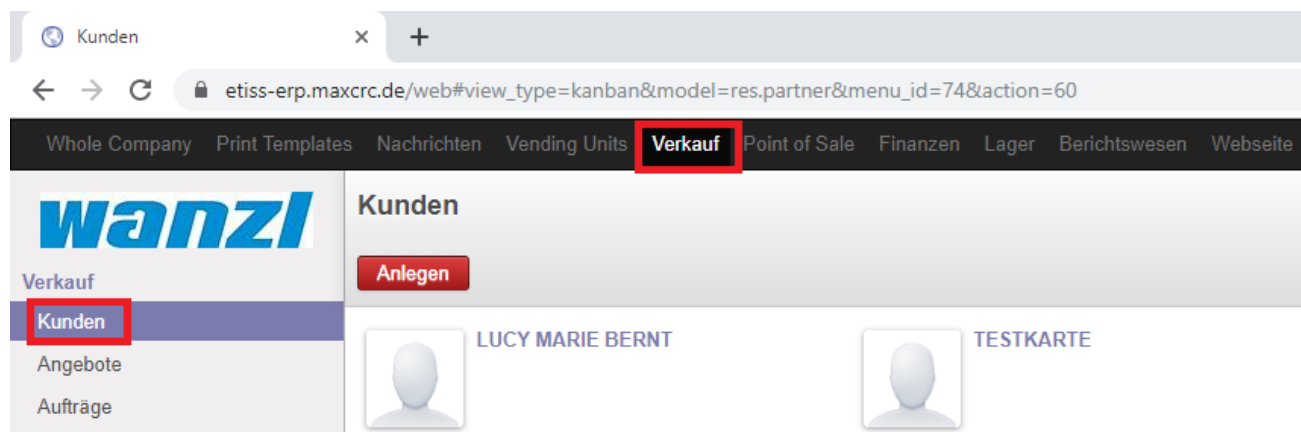 Kunden
etiss-erp.maxcrc.de/web#view_type=kanban&model=res.partner&menu_id=74&action=60
Whole Company Print Templates Nachrichten Vending Units Verkauf Point of Sale Finanzen Lager Berichtswesen Webseite
wanzl
Kunden
Anlegen
Verkauf
Kunden
Angebote
Aufträge
LUCY MARIE BERNT
TESTKARTE